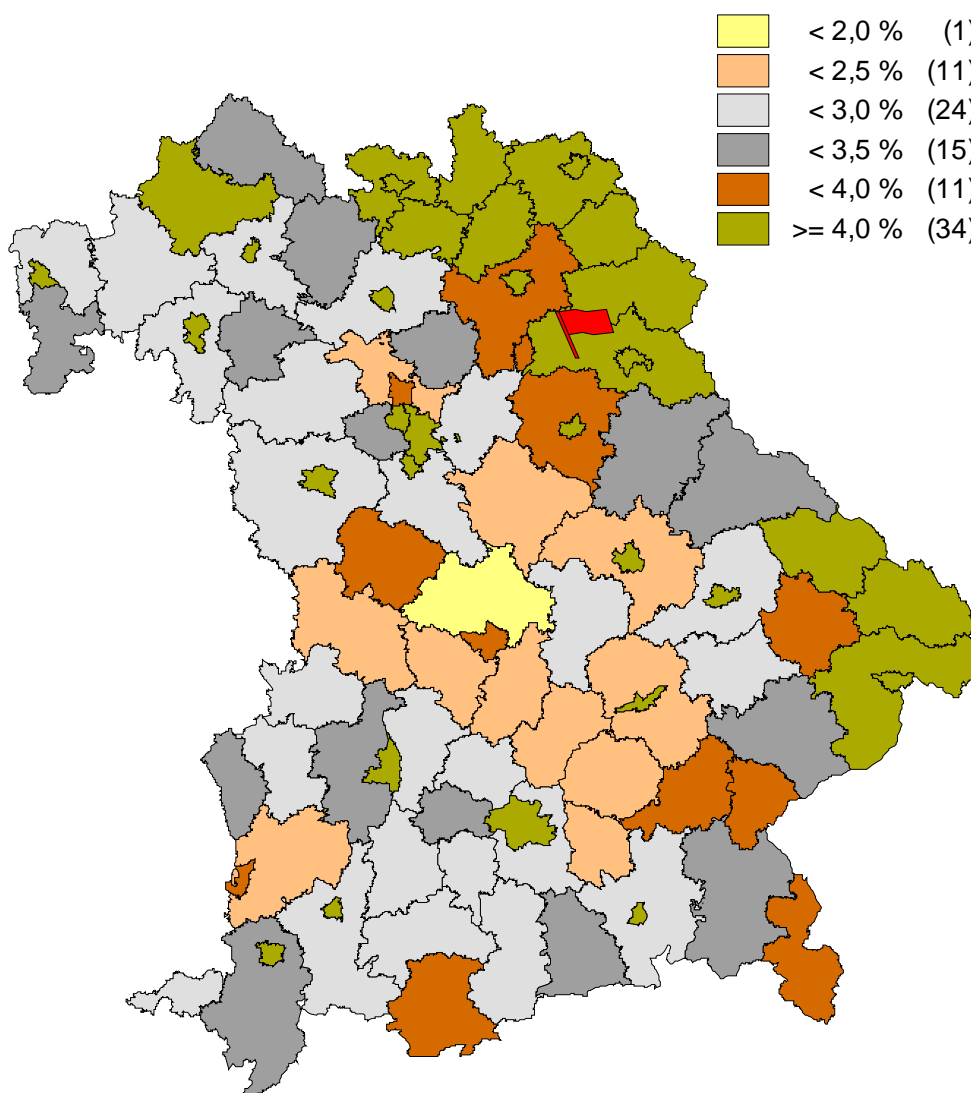 < 2,0 % (1)
< 2,5 % (11)
< 3,0 % (24)
< 3,5 % (15)
< 4,0 % (11)
>= 4,0 % (34)